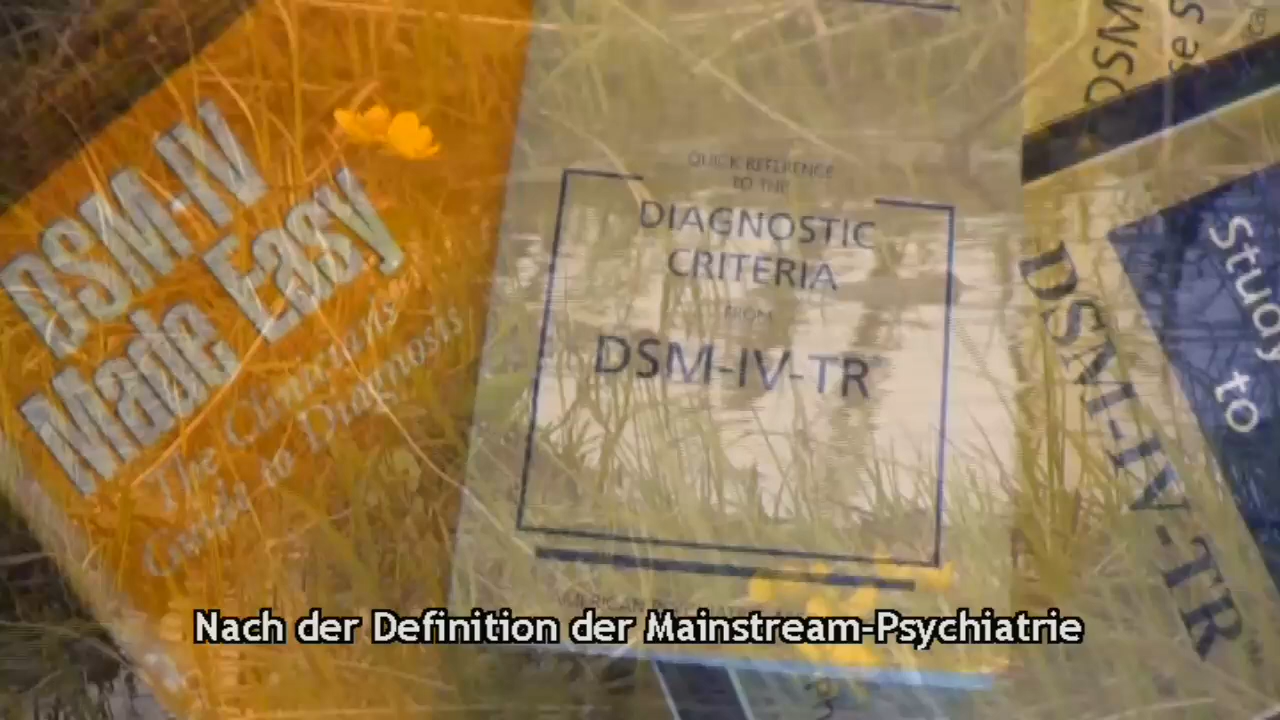 DSM-IV
Made Easy
The Clinician's
Guide to Diagnosis
QUICK REFERENCE
TO THE
DIAGNOSTIC
CRITERIA
FROM
DSM-IV-TR
DSM
se s
Study
to
DSM-IV-TR
Nach der Definition der Mainstream-Psychiatrie